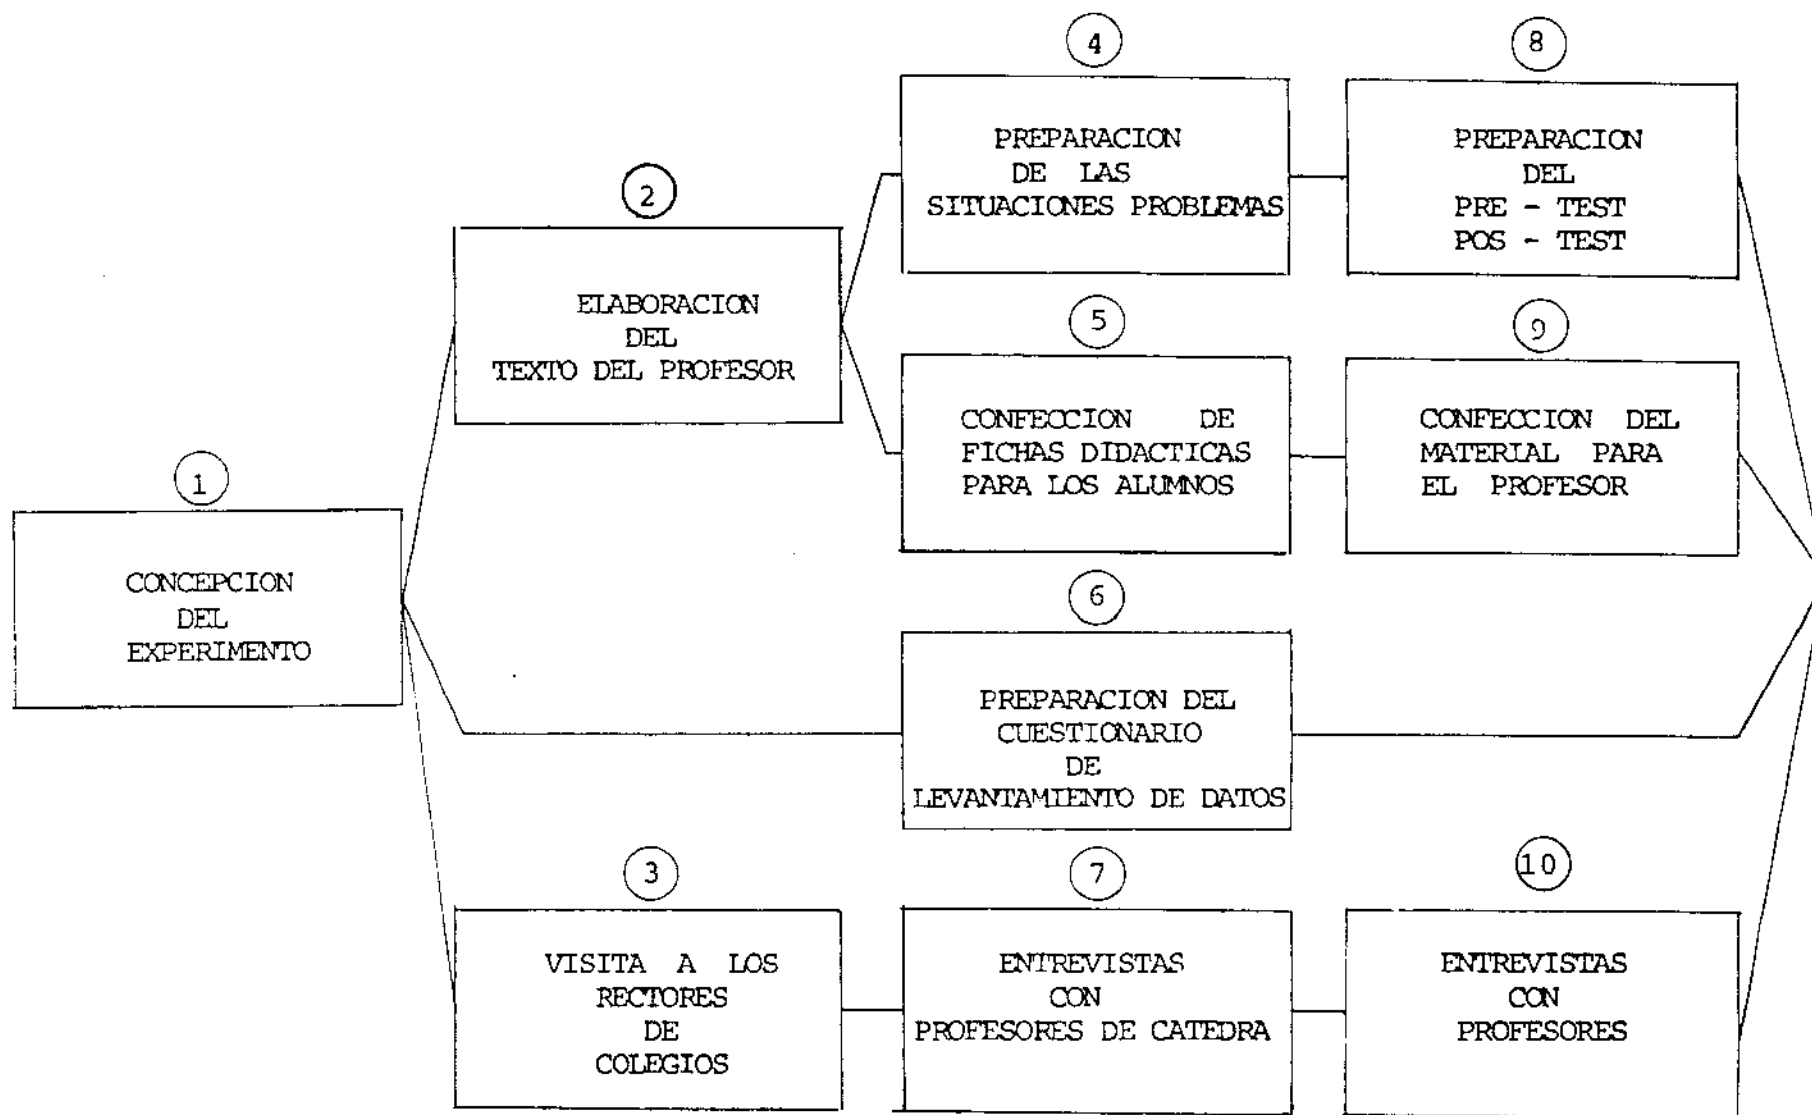 1
CONCEPCION
DEL
EXPERIMENTO
2
ELABORACION
DEL
TEXTO DEL PROFESOR
3
VISITA A LOS
RECTORES
DE
COLEGIOS
4
PREPARACION
DE LAS
SITUACIONES PROBLEMAS
5
CONFECCION DE
FICHAS DIDACTICAS
PARA LOS ALUMNOS
6
PREPARACION DEL
CUESTIONARIO
DE
LEVANTAMIENTO DE DATOS
7
ENTREVISTAS
CON
PROFESORES DE CATEDRA
8
PREPARACION
DEL
PRE - TEST
POS - TEST
9
CONFECCION DEL
MATERIAL PARA
EL PROFESOR
10
ENTREVISTAS
CON
PROFESORES